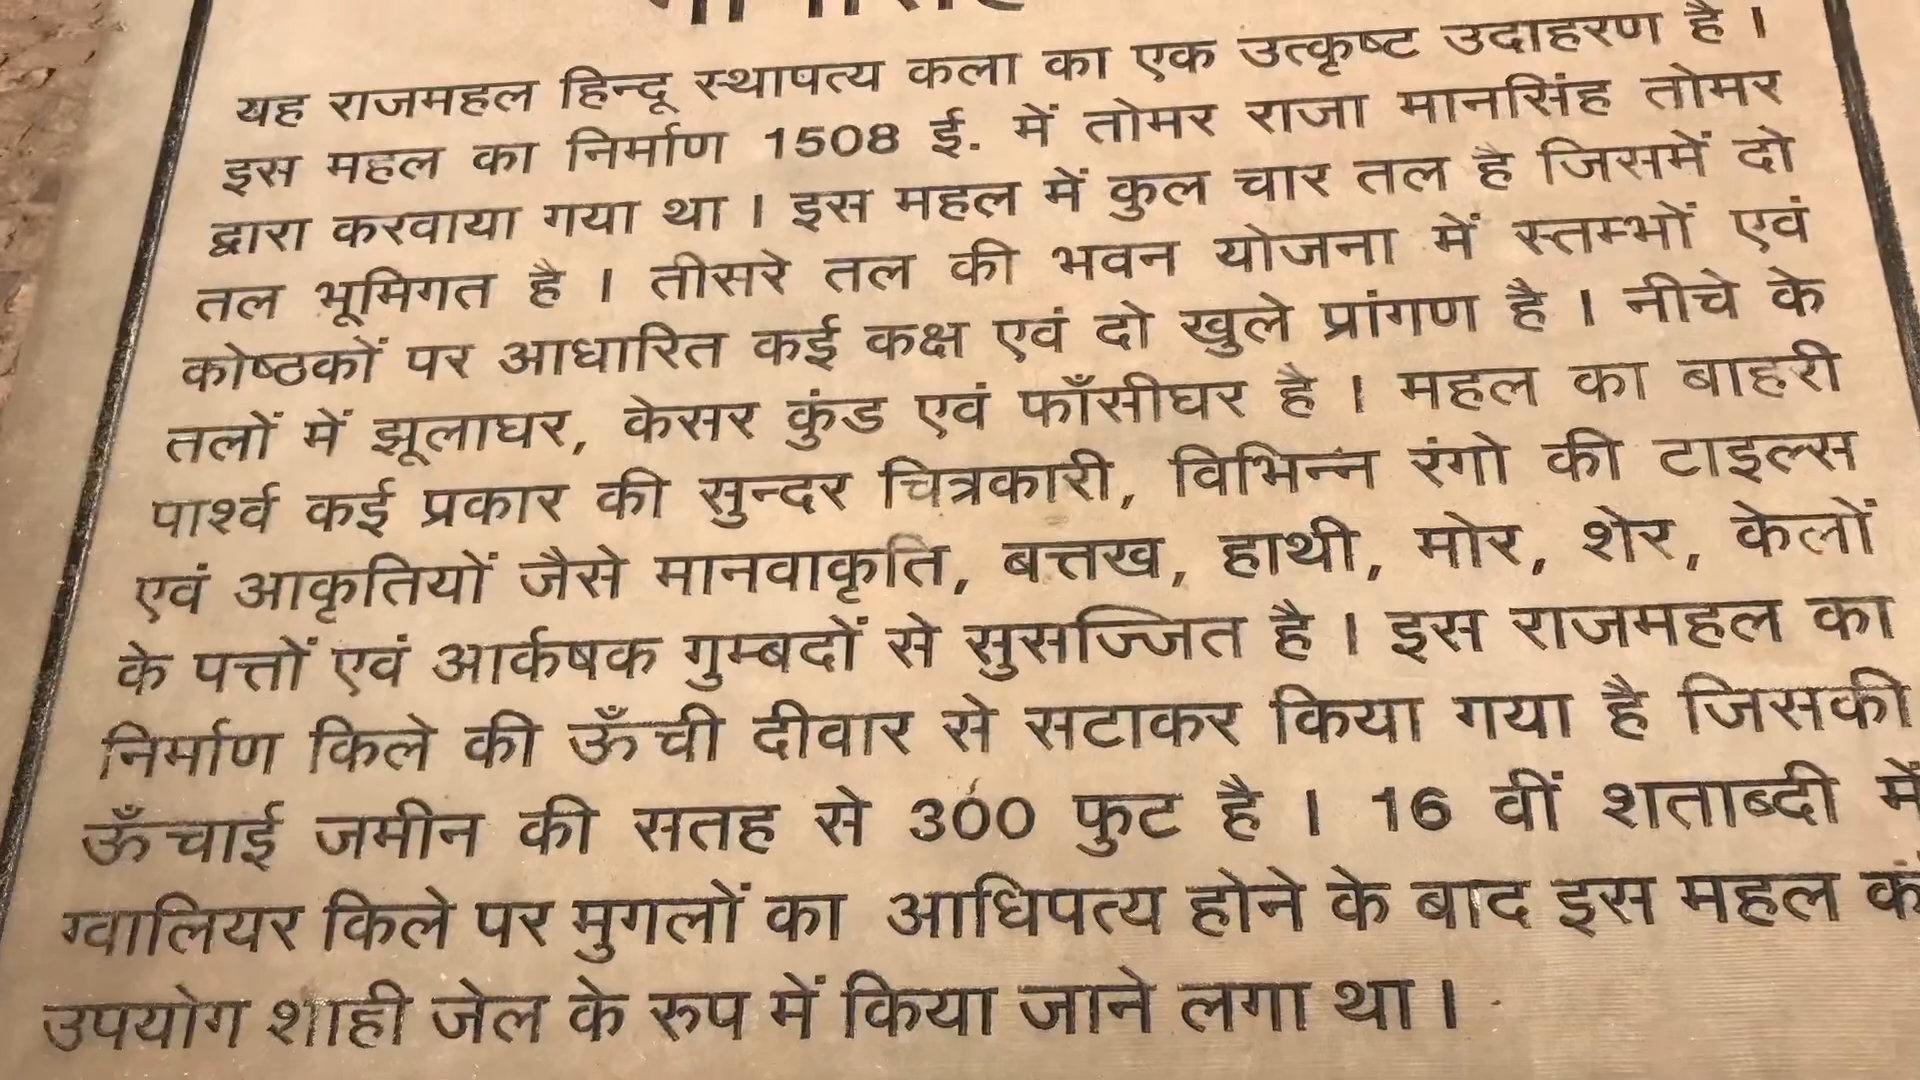 यह राजमहल हिन्दू स्थापत्य कला का एक उत्कृष्ट उदाहरण है ।
इस महल का निर्माण 1508 ई. में तोमर राजा मानसिंह तोमर
द्वारा करवाया गया था । इस महल में कुल चार तल है जिसमें दो
तल भूमिगत है । तीसरे तल की भवन योजना में स्तम्भों एवं
कोष्ठकों पर आधारित कई कक्ष एवं दो खुले प्रांगण है । नीचे के
तलों में झूलाघर, केसर कुंड एवं फाँसीघर है । महल का बाहरी
पार्श्व कई प्रकार की सुन्दर चित्रकारी, विभिन्न रंगो की टाइल्स
एवं आकृतियों जैसे मानवाकृति, बत्तख, हाथी, मोर, शेर, केलों
के पत्तों एवं आर्कषक गुम्बदों से सुसज्जित है । इस राजमहल का
निर्माण किले की ऊँची दीवार से सटाकर किया गया है जिसकी
ऊँचाई जमीन की सतह से 300 फुट है । 16 वीं शताब्दी में
ग्वालियर किले पर मुगलों का आधिपत्य होने के बाद इस महल
उपयोग शाही जेल के रुप में किया जाने लगा था ।